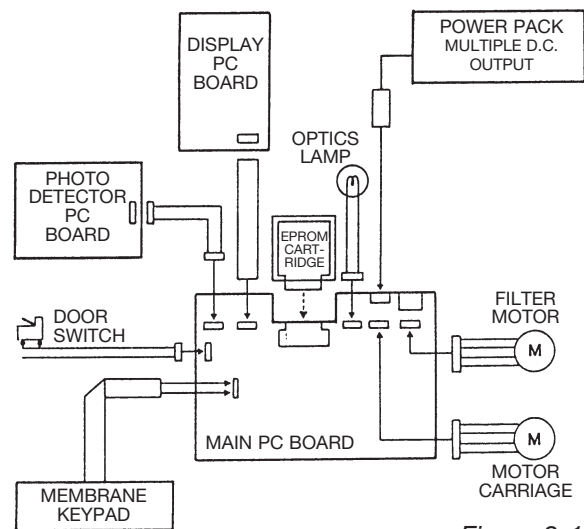 DISPLAY
PC
BOARD
POWER PACK
MULTIPLE D.C.
OUTPUT
OPTICS
LAMP
PHOTO
DETECTOR
PC
BOARD
EPROM
CART-
RIDGE
DOOR
SWITCH
FILTER
MOTOR
M
MAIN PC BOARD
M
MOTOR
CARRIAGE
MEMBRANE
KEYPAD